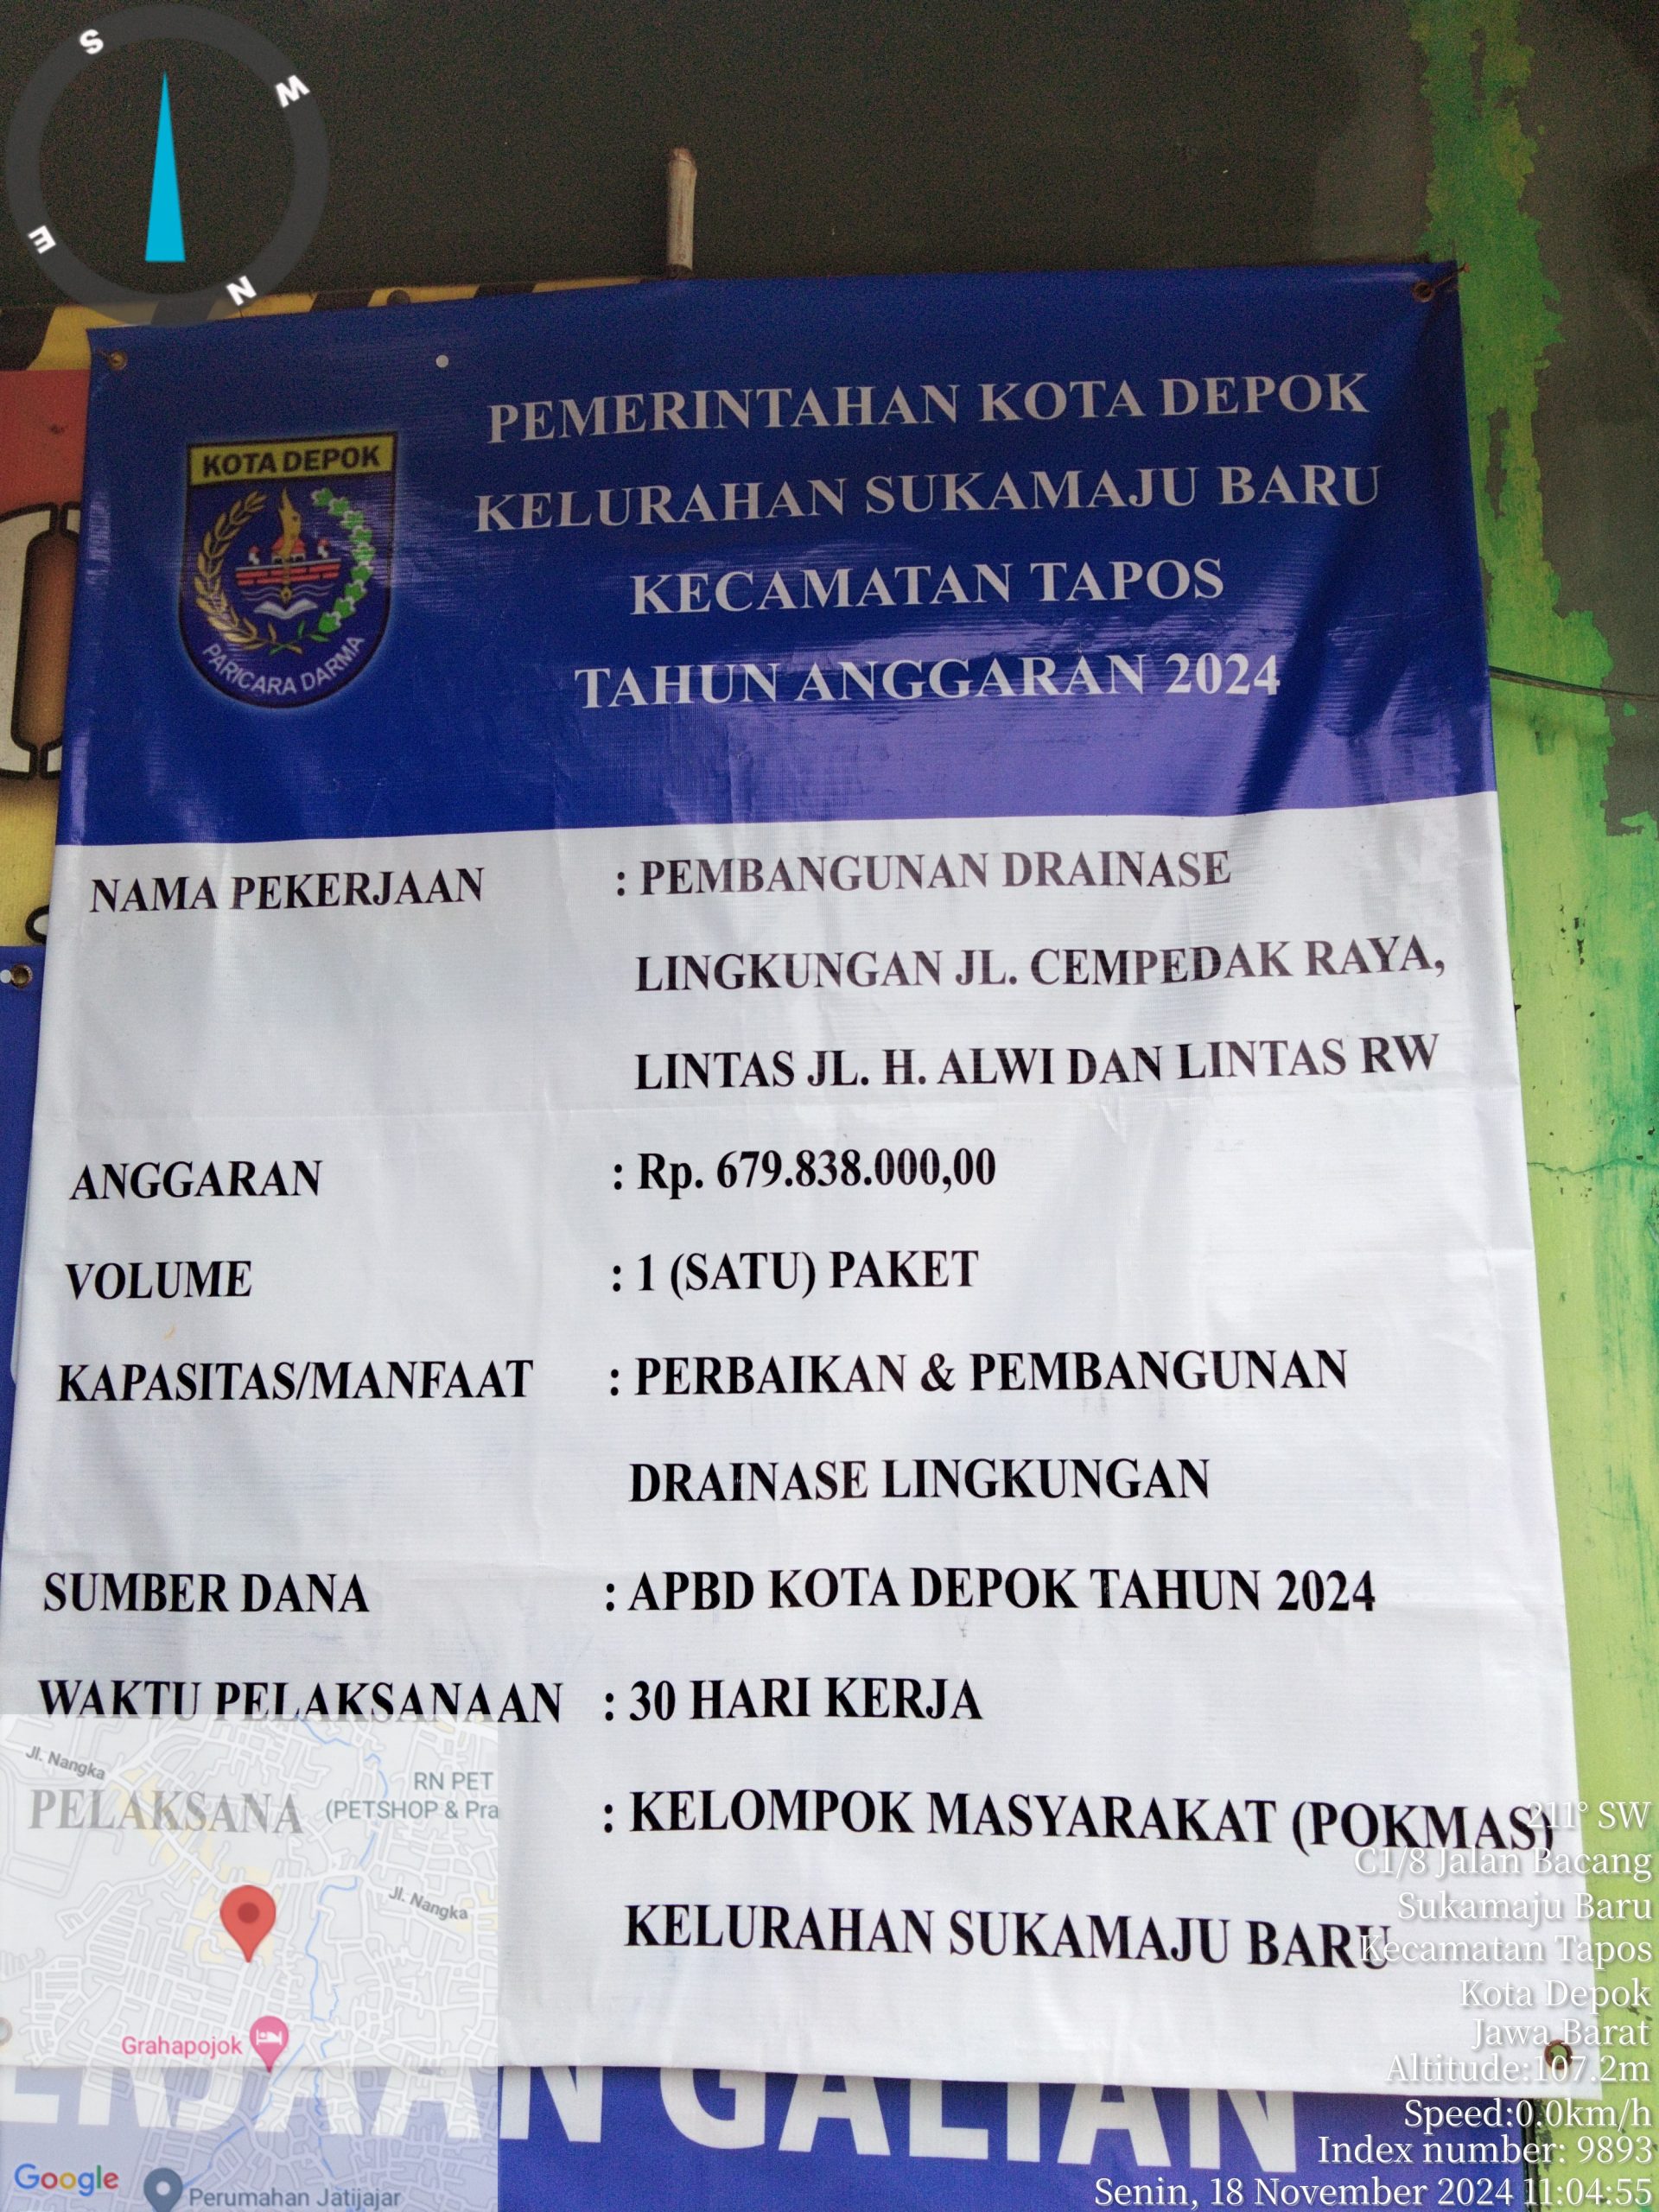 S
W
E
N
PEMERINTAHAN KOTA DEPOK
KELURAHAN SUKAMAJU BARU
KECAMATAN TAPOS
TAHUN ANGGARAN 2024
KOTA DEPOK
PARICARA DARMA
NAMA PEKERJAAN : PEMBANGUNAN DRAINASE
LINGKUNGAN JL. CEMPEDAK RAYA,
LINTAS JL. H. ALWI DAN LINTAS RW
ANGGARAN : Rp. 679.838.000,00
VOLUME : 1 (SATU) PAKET
KAPASITAS/MANFAAT : PERBAIKAN & PEMBANGUNAN
DRAINASE LINGKUNGAN
SUMBER DANA : APBD KOTA DEPOK TAHUN 2024
WAKTU PELAKSANAAN : 30 HARI KERJA
PELAKSANA : KELOMPOK MASYARAKAT (POKMAS)
KELURAHAN SUKAMAJU BARU
GALIAN
Jl. Nangka
RN PET
(PETSHOP & Pra
Jl. Nangka
Grahapojok
Google
Perumahan Jatijajar
211° SW
C1/8 Jalan Bacang
Sukamaju Baru
Kecamatan Tapos
Kota Depok
Jawa Barat
Altitude:107.2m
Speed:0.0km/h
Index number: 9893
Senin, 18 November 2024 11:04:55